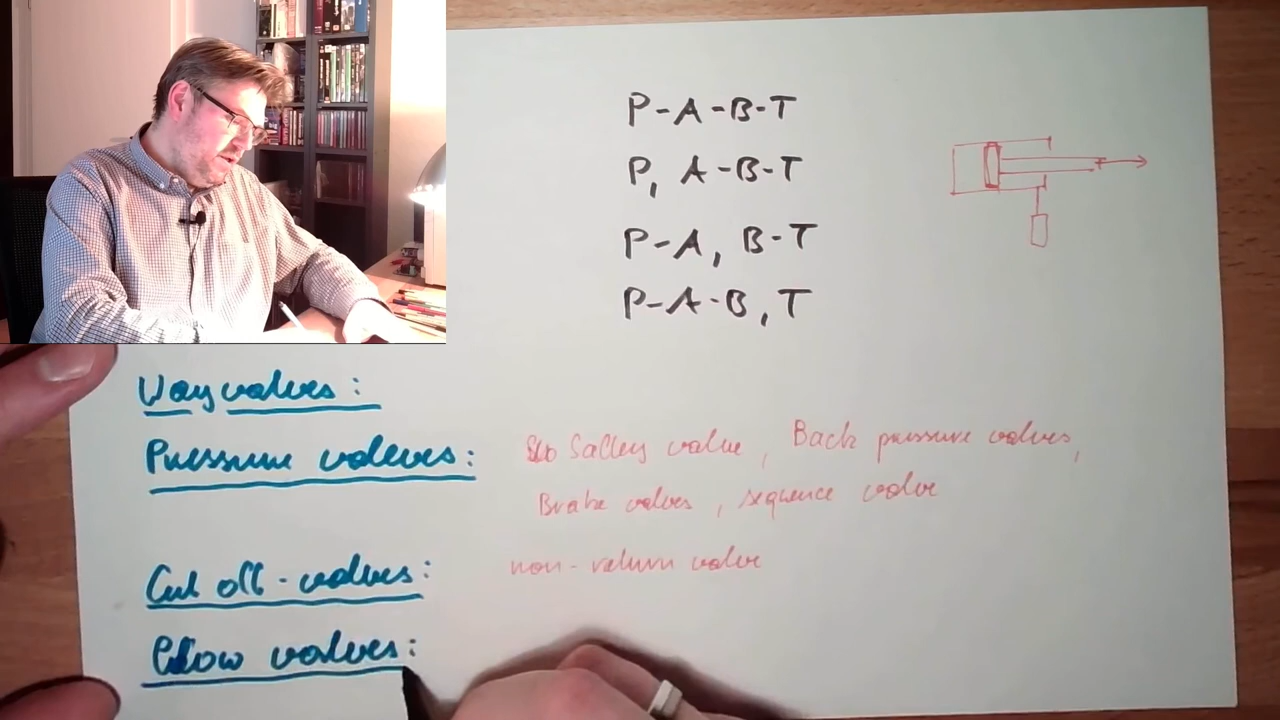 P-A-B-T
P, A-B-T
P-A, B-T
P-A-B, T
Way valves:
Pressure valves: Safety valve, Back pressure valves,
Brake valves, sequence valve
Cut off-valves: non-return valve
Flow valves: